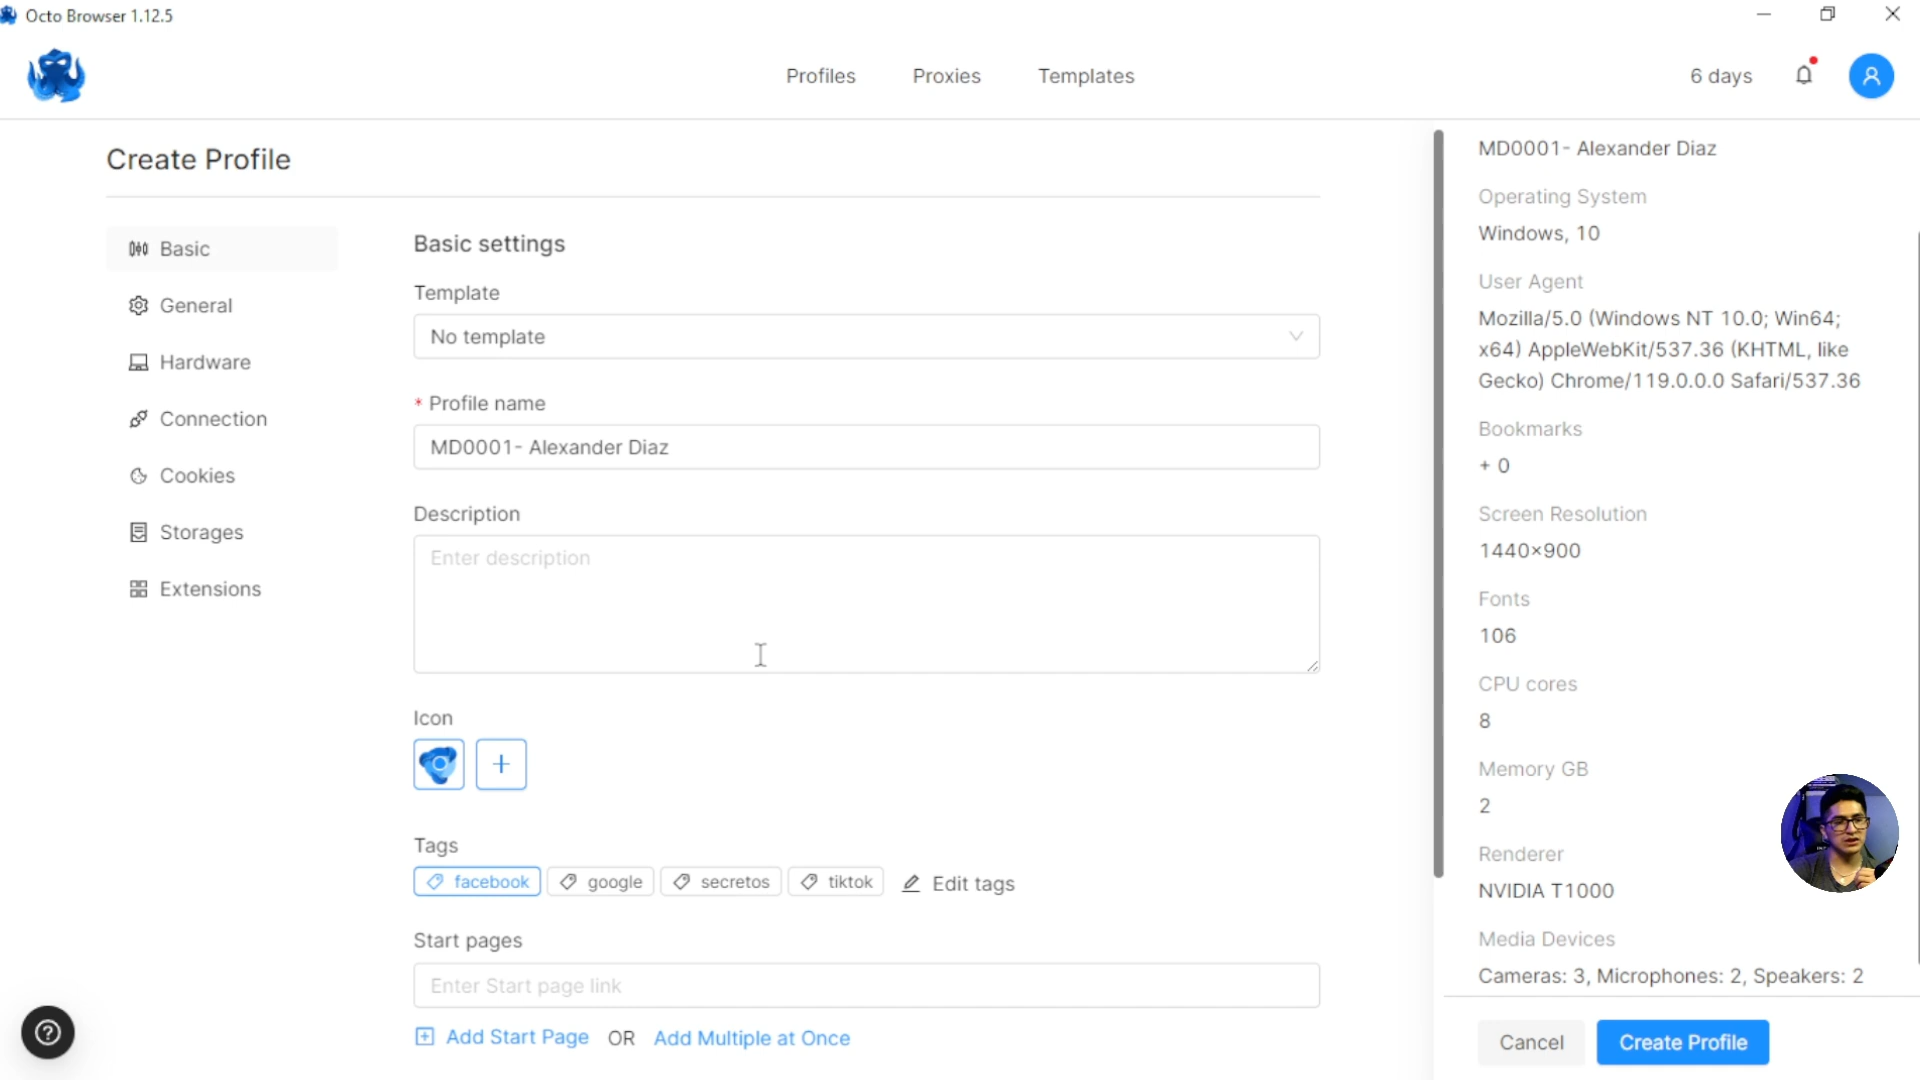 Octo Browser 1.12.5
Profiles
Proxies
Templates
6 days
Create Profile
Basic
General
Hardware
Connection
Cookies
Storages
Extensions
Basic settings
Template
No template
* Profile name
MD0001- Alexander Diaz
Description
Enter description
Icon
Tags
facebook
google
secretos
tiktok
Edit tags
Start pages
Enter Start page link
Add Start Page OR Add Multiple at Once
MD0001- Alexander Diaz
Operating System
Windows, 10
User Agent
Mozilla/5.0 (Windows NT 10.0; Win64;
x64) AppleWebKit/537.36 (KHTML, like
Gecko) Chrome/119.0.0.0 Safari/537.36
Bookmarks
+ 0
Screen Resolution
1440×900
Fonts
106
CPU cores
8
Memory GB
2
Renderer
NVIDIA T1000
Media Devices
Cameras: 3, Microphones: 2, Speakers: 2
Cancel
Create Profile